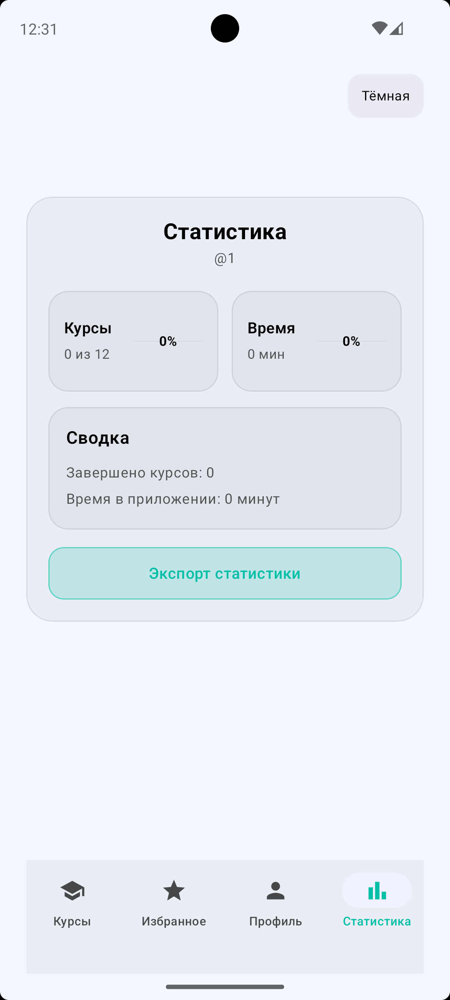 12:31
Тёмная
Статистика
@1
Курсы
0 из 12
0%
Время
0 мин
0%
Сводка
Завершено курсов: 0
Время в приложении: 0 минут
Экспорт статистики
Курсы
Избранное
Профиль
Статистика